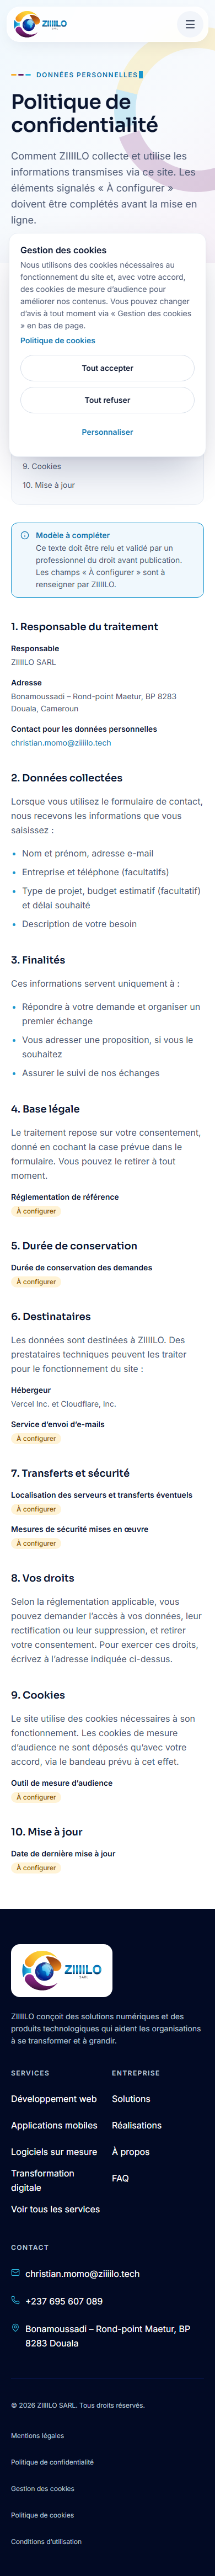 ZIIIILO
SARL
DONNÉES PERSONNELLES
Politique de
confidentialité
Comment ZIIIILO collecte et utilise les
informations transmises via ce site. Les
éléments signalés « À configurer »
doivent être complétés avant la mise en
ligne.
Gestion des cookies
Nous utilisons des cookies nécessaires au
fonctionnement du site et, avec votre accord,
des cookies de mesure d’audience pour
améliorer nos contenus. Vous pouvez changer
d’avis à tout moment via « Gestion des cookies
» en bas de page.
Politique de cookies
Tout accepter
Tout refuser
Personnaliser
9. Cookies
10. Mise à jour
Modèle à compléter
Ce texte doit être relu et validé par un
professionnel du droit avant publication.
Les champs « À configurer » sont à
renseigner par ZIIIILO.
1. Responsable du traitement
Responsable
ZIIIILO SARL
Adresse
Bonamoussadi – Rond-point Maetur, BP 8283
Douala, Cameroun
Contact pour les données personnelles
christian.momo@ziiiilo.tech
2. Données collectées
Lorsque vous utilisez le formulaire de contact,
nous recevons les informations que vous
saisissez :
• Nom et prénom, adresse e-mail
• Entreprise et téléphone (facultatifs)
• Type de projet, budget estimatif (facultatif)
et délai souhaité
• Description de votre besoin
3. Finalités
Ces informations servent uniquement à :
• Répondre à votre demande et organiser un
premier échange
• Vous adresser une proposition, si vous le
souhaitez
• Assurer le suivi de nos échanges
4. Base légale
Le traitement repose sur votre consentement,
donné en cochant la case prévue dans le
formulaire. Vous pouvez le retirer à tout
moment.
Réglementation de référence
À configurer
5. Durée de conservation
Durée de conservation des demandes
À configurer
6. Destinataires
Les données sont destinées à ZIIIILO. Des
prestataires techniques peuvent les traiter
pour le fonctionnement du site :
Hébergeur
Vercel Inc. et Cloudflare, Inc.
Service d’envoi d’e-mails
À configurer
7. Transferts et sécurité
Localisation des serveurs et transferts éventuels
À configurer
Mesures de sécurité mises en œuvre
À configurer
8. Vos droits
Selon la réglementation applicable, vous
pouvez demander l’accès à vos données, leur
rectification ou leur suppression, et retirer
votre consentement. Pour exercer ces droits,
écrivez à l’adresse indiquée ci-dessus.
9. Cookies
Le site utilise des cookies nécessaires à son
fonctionnement. Les cookies de mesure
d’audience ne sont déposés qu’avec votre
accord, via le bandeau prévu à cet effet.
Outil de mesure d’audience
À configurer
10. Mise à jour
Date de dernière mise à jour
À configurer
ZIIIILO
SARL
ZIIIILO conçoit des solutions numériques et des
produits technologiques qui aident les organisations
à se transformer et à grandir.
SERVICES
Développement web
Applications mobiles
Logiciels sur mesure
Transformation
digitale
Voir tous les services
ENTREPRISE
Solutions
Réalisations
À propos
FAQ
CONTACT
christian.momo@ziiiilo.tech
+237 695 607 089
Bonamoussadi – Rond-point Maetur, BP
8283 Douala
© 2026 ZIIIILO SARL. Tous droits réservés.
Mentions légales
Politique de confidentialité
Gestion des cookies
Politique de cookies
Conditions d’utilisation